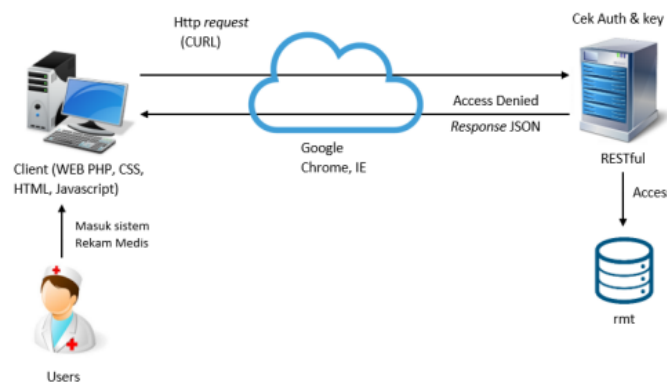 Http request
(CURL)
Cek Auth & key
Access Denied
Response JSON
Google
Chrome, IE
Client (WEB PHP, CSS,
HTML, Javascript)
RESTful
Access
Masuk sistem
Rekam Medis
rmt
Users